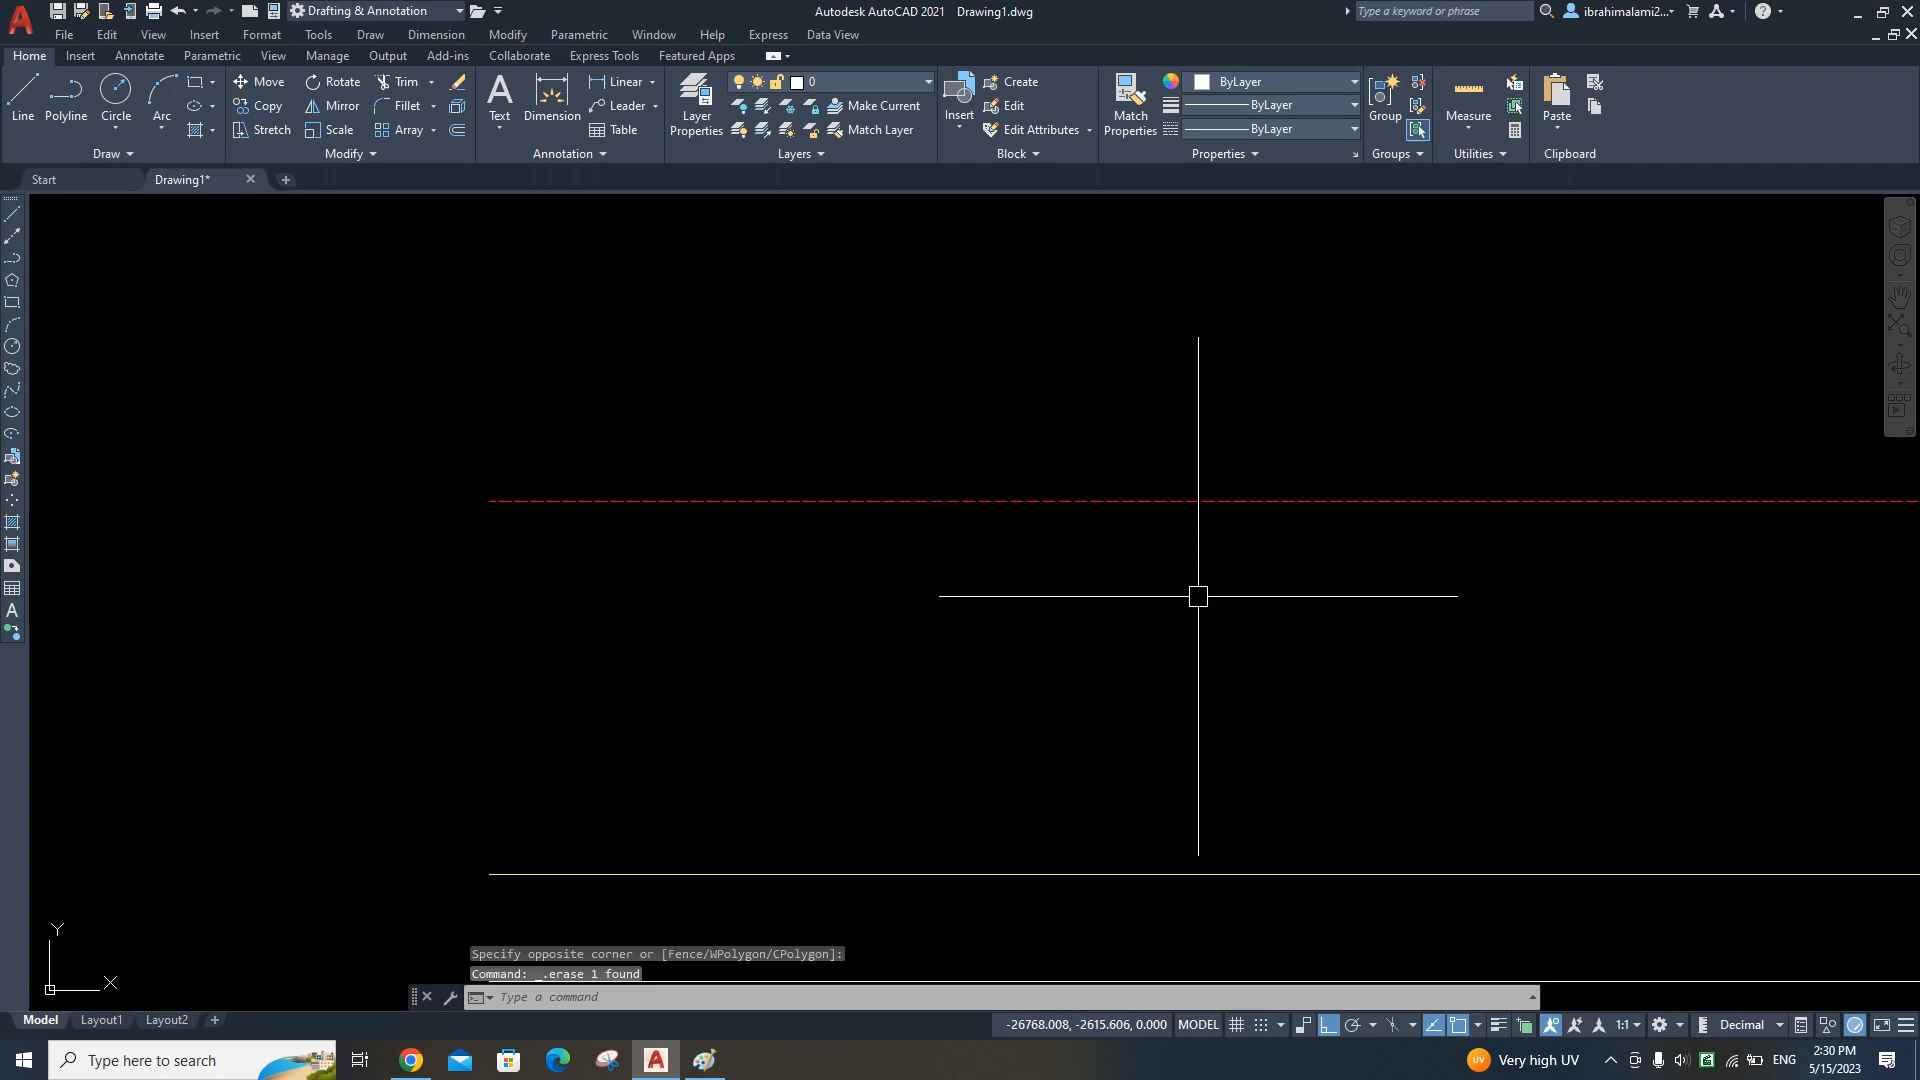 Drafting & Annotation
Autodesk AutoCAD 2021 Drawing1.dwg
Type a keyword or phrase
ibrahimalami2...
File Edit View Insert Format Tools Draw Dimension Modify Parametric Window Help Express Data View
Home Insert Annotate Parametric View Manage Output Add-ins Collaborate Express Tools Featured Apps
Line Polyline Circle Arc
Move Rotate Trim
Copy Mirror Fillet
Stretch Scale Array
Text Dimension
Linear
Leader
Table
Layer Properties
0
Make Current
Match Layer
Insert
Create
Edit
Edit Attributes
Match Properties
ByLayer
ByLayer
ByLayer
Group
Measure
Paste
Draw Modify Annotation Layers Block Properties Groups Utilities Clipboard
Start Drawing1*
Y
X
Specify opposite corner or [Fence/WPolygon/CPolygon]:
Command: _.erase 1 found
Type a command
Model Layout1 Layout2
-26768.008, -2615.606, 0.000 MODEL 1:1 Decimal
Type here to search
UV Very high UV
ENG
2:30 PM
5/15/2023